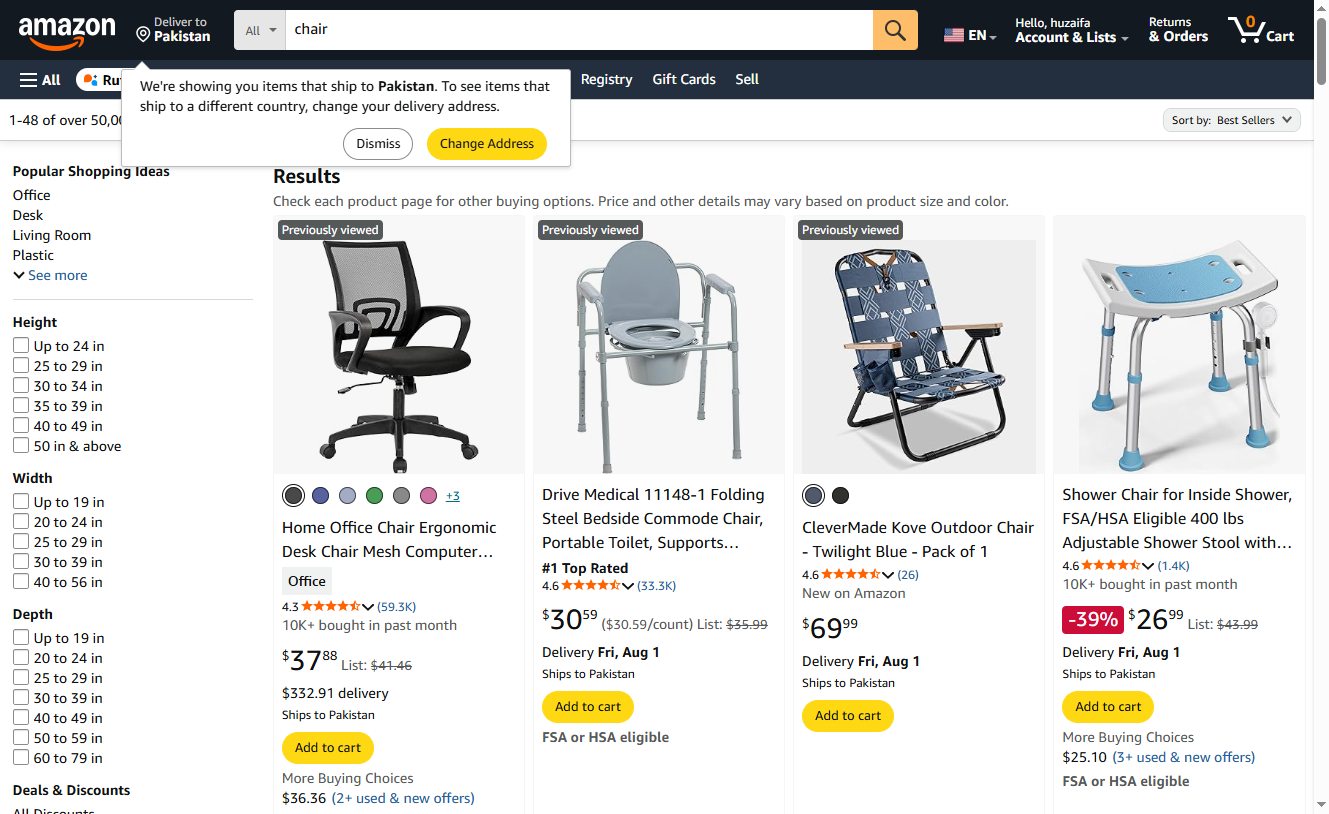 amazon
Deliver to
Pakistan
All
chair
EN
Hello, huzaifa
Account & Lists
Returns
& Orders
0
Cart
All
Ru
Registry
Gift Cards
Sell
We're showing you items that ship to Pakistan. To see items that
ship to a different country, change your delivery address.
Dismiss
Change Address
1-48 of over 50,0
Sort by: Best Sellers
Popular Shopping Ideas
Office
Desk
Living Room
Plastic
See more
Height
Up to 24 in
25 to 29 in
30 to 34 in
35 to 39 in
40 to 49 in
50 in & above
Width
Up to 19 in
20 to 24 in
25 to 29 in
30 to 39 in
40 to 56 in
Depth
Up to 19 in
20 to 24 in
25 to 29 in
30 to 39 in
40 to 49 in
50 to 59 in
60 to 79 in
Deals & Discounts
All Discounts
Results
Check each product page for other buying options. Price and other details may vary based on product size and color.
Previously viewed
+3
Home Office Chair Ergonomic
Desk Chair Mesh Computer…
Office
4.3 (59.3K)
10K+ bought in past month
$37.88 List: $41.46
$332.91 delivery
Ships to Pakistan
Add to cart
More Buying Choices
$36.36 (2+ used & new offers)
Previously viewed
Drive Medical 11148-1 Folding
Steel Bedside Commode Chair,
Portable Toilet, Supports…
#1 Top Rated
4.6 (33.3K)
$30.59 ($30.59/count) List: $35.99
Delivery Fri, Aug 1
Ships to Pakistan
Add to cart
FSA or HSA eligible
Previously viewed
CleverMade Kove Outdoor Chair
- Twilight Blue - Pack of 1
4.6 (26)
New on Amazon
$69.99
Delivery Fri, Aug 1
Ships to Pakistan
Add to cart
Shower Chair for Inside Shower,
FSA/HSA Eligible 400 lbs
Adjustable Shower Stool with…
4.6 (1.4K)
10K+ bought in past month
-39% $26.99 List: $43.99
Delivery Fri, Aug 1
Ships to Pakistan
Add to cart
More Buying Choices
$25.10 (3+ used & new offers)
FSA or HSA eligible